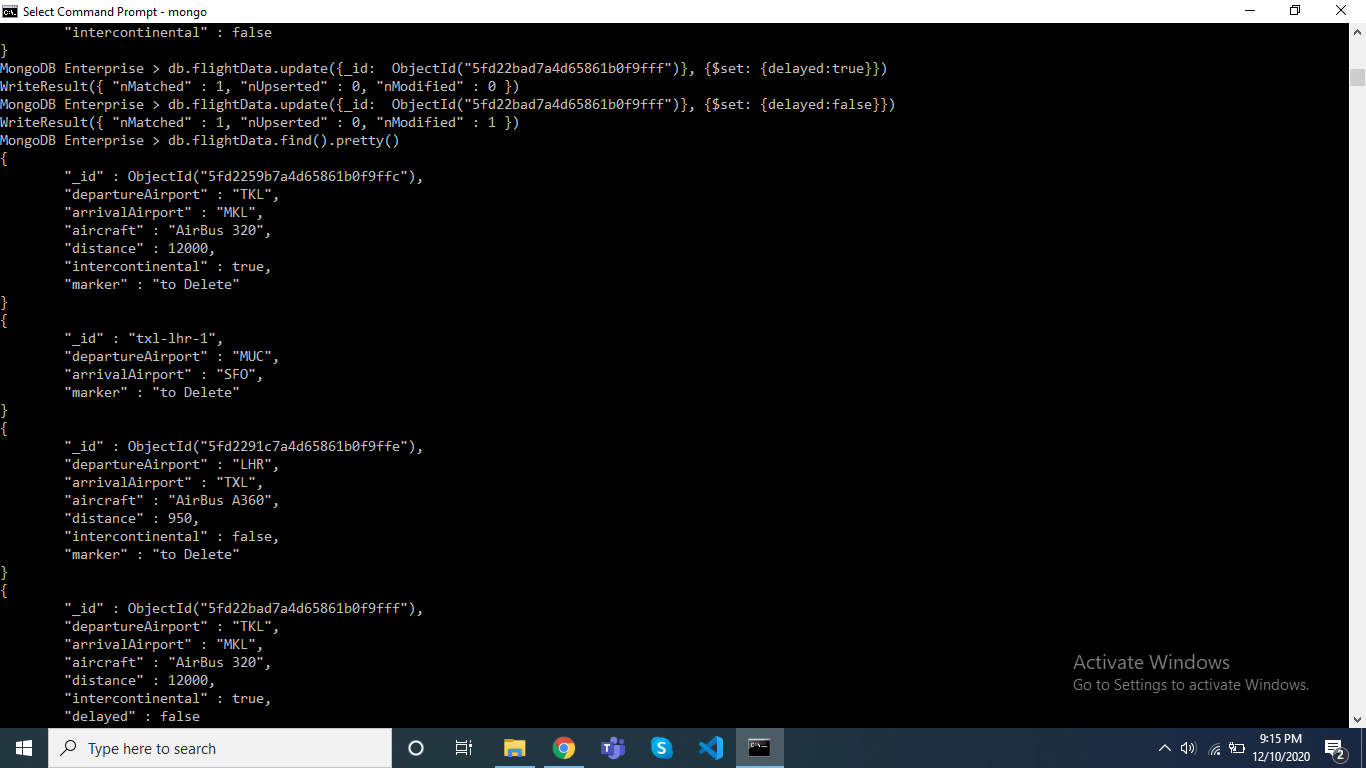 Select Command Prompt - mongo
"intercontinental" : false
}
MongoDB Enterprise > db.flightData.update({_id:  ObjectId("5fd22bad7a4d65861b0f9fff")}, {$set: {delayed:true}})
WriteResult({ "nMatched" : 1, "nUpserted" : 0, "nModified" : 0 })
MongoDB Enterprise > db.flightData.update({_id:  ObjectId("5fd22bad7a4d65861b0f9fff")}, {$set: {delayed:false}})
WriteResult({ "nMatched" : 1, "nUpserted" : 0, "nModified" : 1 })
MongoDB Enterprise > db.flightData.find().pretty()
{
"_id" : ObjectId("5fd2259b7a4d65861b0f9ffc"),
"departureAirport" : "TKL",
"arrivalAirport" : "MKL",
"aircraft" : "AirBus 320",
"distance" : 12000,
"intercontinental" : true,
"marker" : "to Delete"
}
{
"_id" : "txl-lhr-1",
"departureAirport" : "MUC",
"arrivalAirport" : "SFO",
"marker" : "to Delete"
}
{
"_id" : ObjectId("5fd2291c7a4d65861b0f9ffe"),
"departureAirport" : "LHR",
"arrivalAirport" : "TXL",
"aircraft" : "AirBus A360",
"distance" : 950,
"intercontinental" : false,
"marker" : "to Delete"
}
{
"_id" : ObjectId("5fd22bad7a4d65861b0f9fff"),
"departureAirport" : "TKL",
"arrivalAirport" : "MKL",
"aircraft" : "AirBus 320",
"distance" : 12000,
"intercontinental" : true,
"delayed" : false
Activate Windows
Go to Settings to activate Windows.
Type here to search
9:15 PM
12/10/2020
2